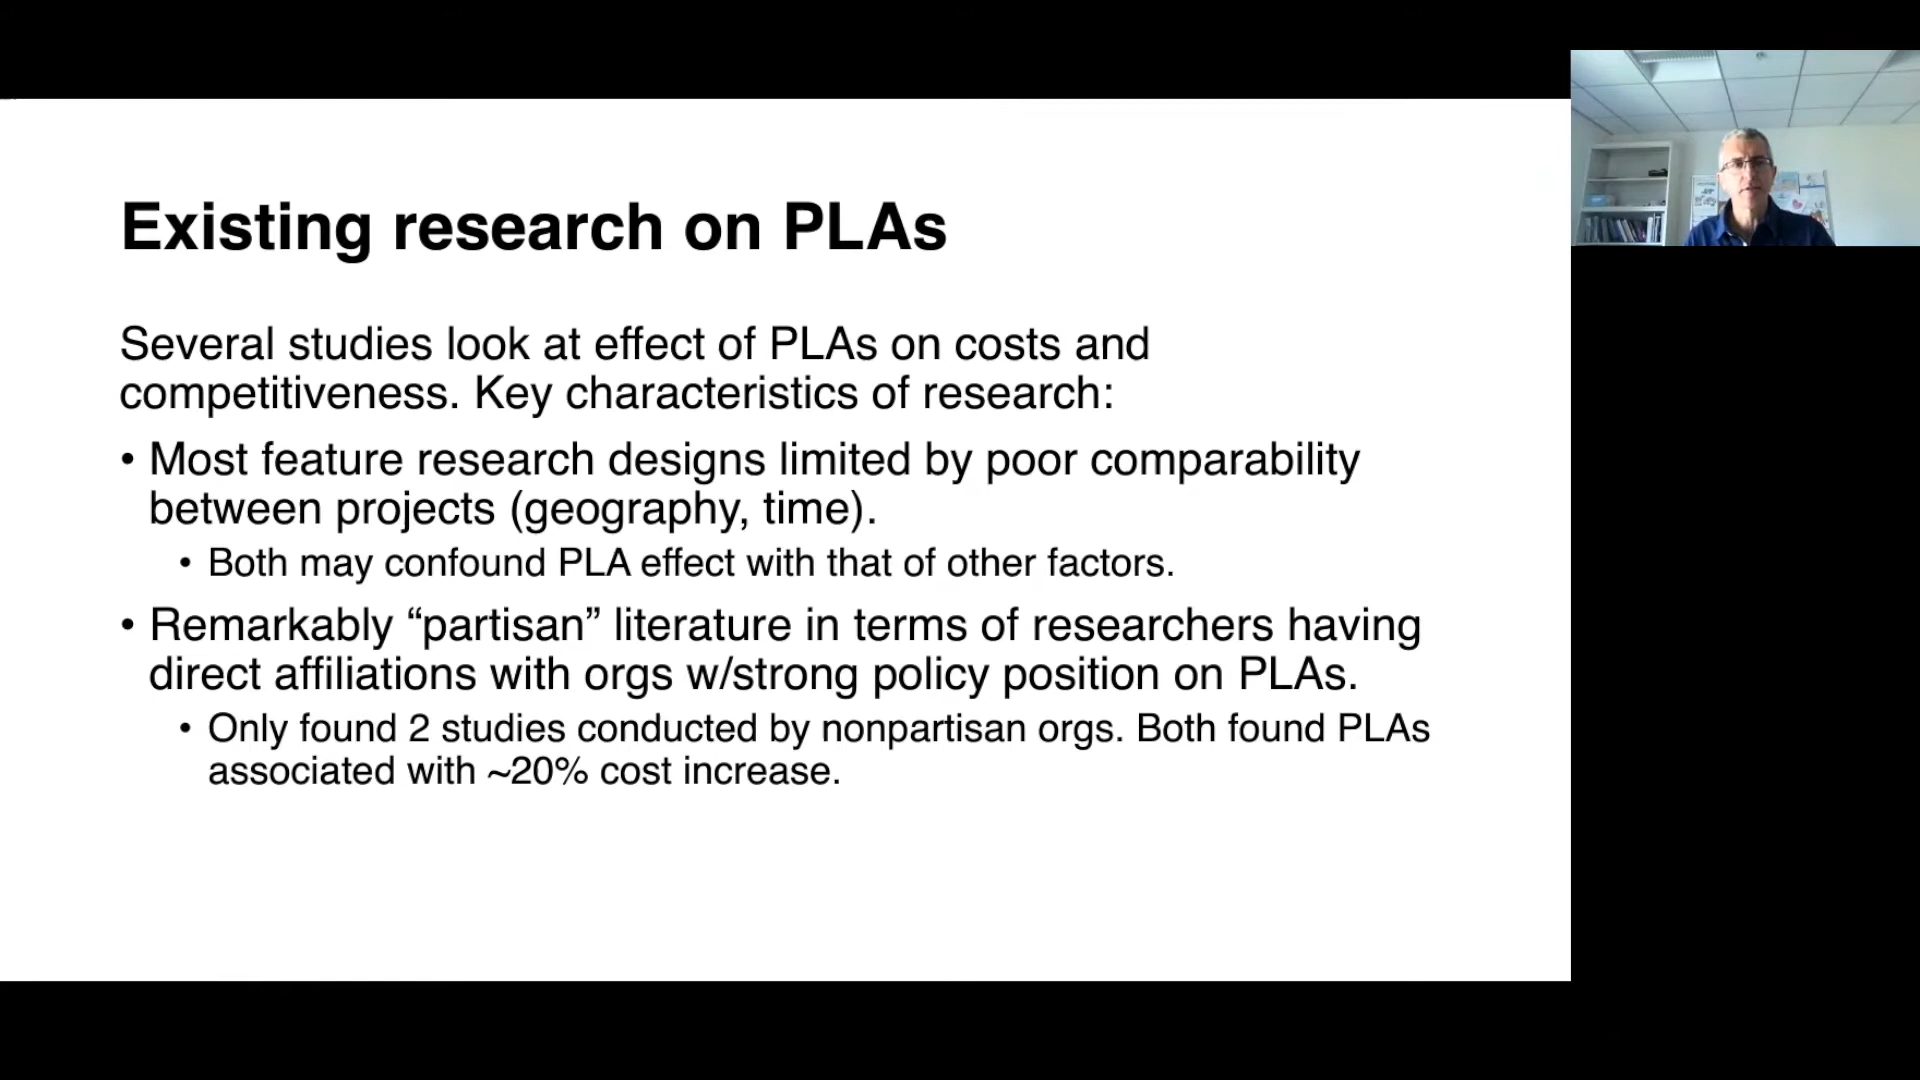 Existing research on PLAs
Several studies look at effect of PLAs on costs and
competitiveness. Key characteristics of research:
• Most feature research designs limited by poor comparability
between projects (geography, time).
• Both may confound PLA effect with that of other factors.
• Remarkably “partisan” literature in terms of researchers having
direct affiliations with orgs w/strong policy position on PLAs.
• Only found 2 studies conducted by nonpartisan orgs. Both found PLAs
associated with ~20% cost increase.